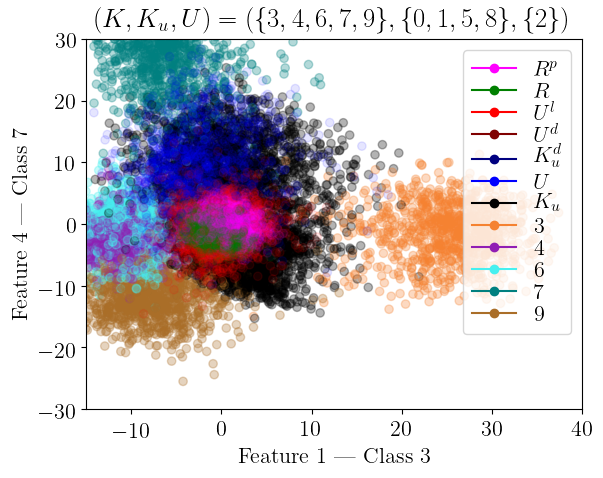 (K, K_u, U) = ({3, 4, 6, 7, 9}, {0, 1, 5, 8}, {2})
30
20
10
0
−10
−20
−30
Feature 4 — Class 7
R^p
R
U^l
U^d
K_u^d
U
K_u
3
4
6
7
9
−10
0
10
20
30
40
Feature 1 — Class 3